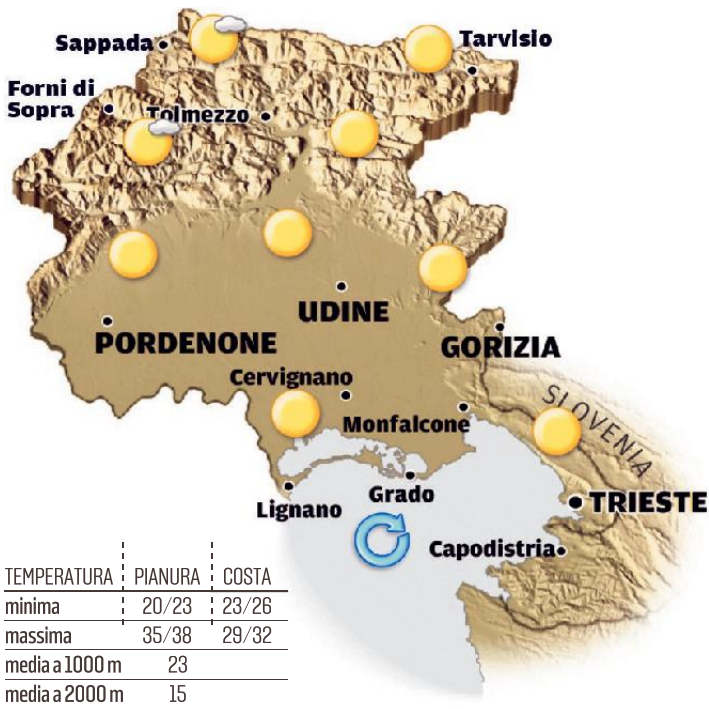 Sappada
Tarvisio
Forni di
Sopra
Tolmezzo
UDINE
PORDENONE
GORIZIA
Cervignano
SLOVENIA
Monfalcone
Lignano
Grado
TRIESTE
Capodistria
TEMPERATURA PIANURA COSTA
minima 20/23 23/26
massima 35/38 29/32
media a 1000 m 23
media a 2000 m 15